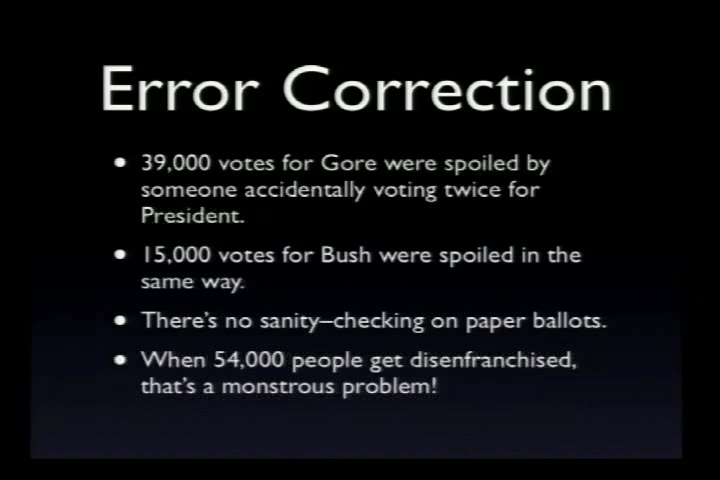 Error Correction
• 39,000 votes for Gore were spoiled by
someone accidentally voting twice for
President.
• 15,000 votes for Bush were spoiled in the
same way.
• There's no sanity–checking on paper ballots.
• When 54,000 people get disenfranchised,
that's a monstrous problem!